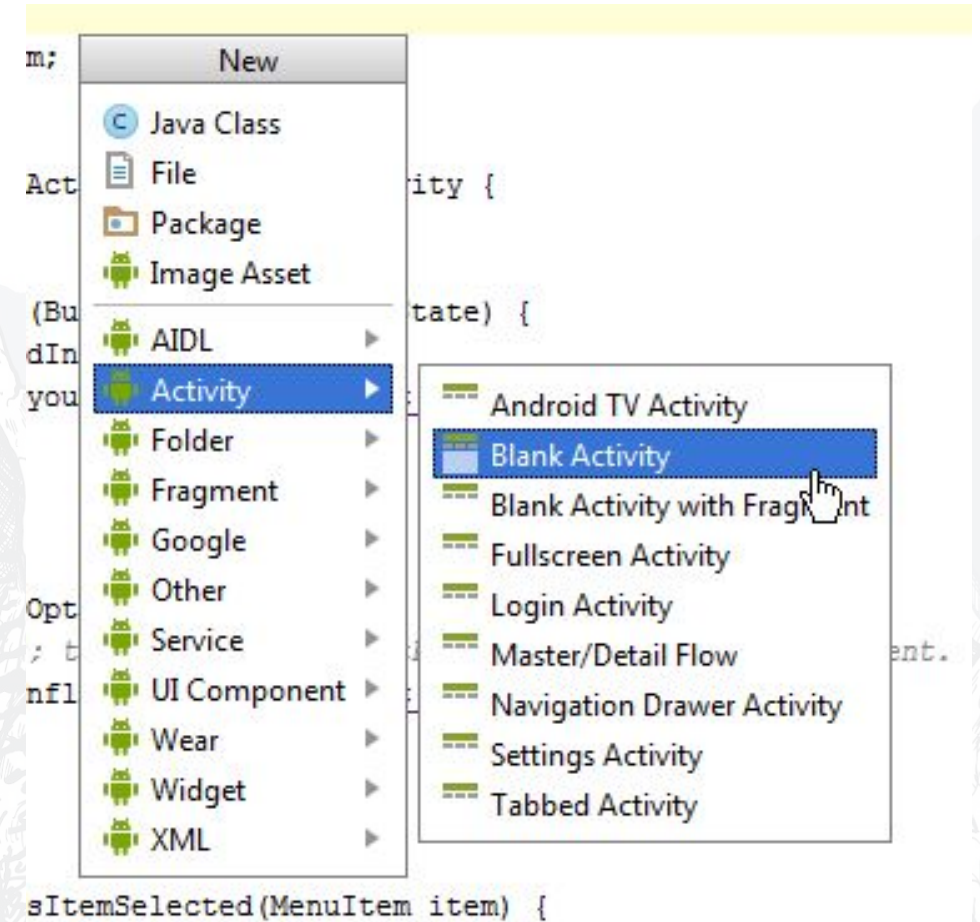 m;
New
Java Class
File
Act
ity {
Package
Image Asset
(Bu
tate) {
AIDL
dIn
Activity
you
Android TV Activity
Folder
Blank Activity
Fragment
Blank Activity with Frag nt
Google
Fullscreen Activity
Other
Opt
Login Activity
Service
; t
Master/Detail Flow
ent.
UI Component
nfl
Navigation Drawer Activity
Wear
Settings Activity
Widget
Tabbed Activity
XML
sItemSelected(MenuItem item) {